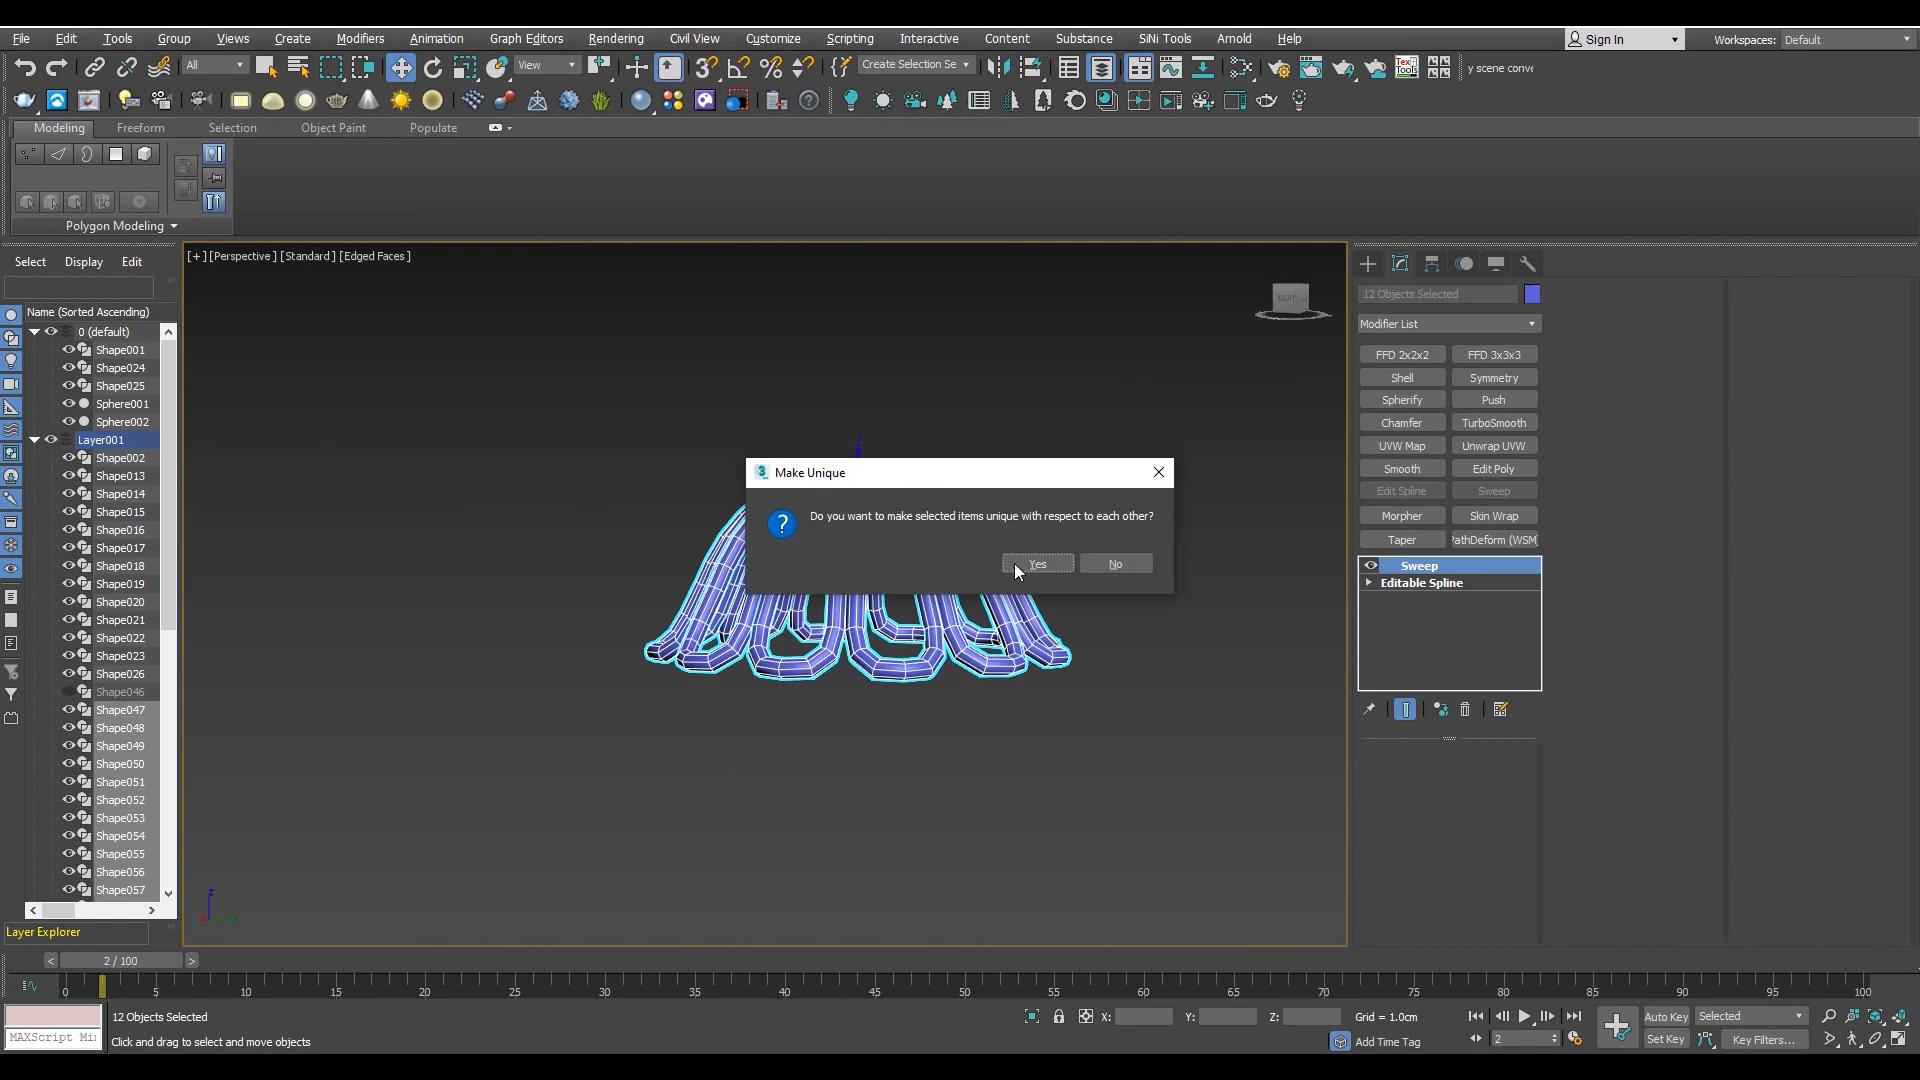 File Edit Tools Group Views Create Modifiers Animation Graph Editors Rendering Civil View Customize Scripting Interactive Content Substance SiNi Tools Arnold Help Sign In Workspaces: Default
All View Create Selection Se y scene conve
Modeling Freeform Selection Object Paint Populate
Polygon Modeling
Select Display Edit
Name (Sorted Ascending)
0 (default)
Shape001
Shape024
Shape025
Sphere001
Sphere002
Layer001
Shape002
Shape013
Shape014
Shape015
Shape016
Shape017
Shape018
Shape019
Shape020
Shape021
Shape022
Shape023
Shape026
Shape046
Shape047
Shape048
Shape049
Shape050
Shape051
Shape052
Shape053
Shape054
Shape055
Shape056
Shape057
Layer Explorer
[+] [Perspective] [Standard] [Edged Faces]
RIGHT
Make Unique
Do you want to make selected items unique with respect to each other?
Yes No
12 Objects Selected
Modifier List
FFD 2x2x2 FFD 3x3x3
Shell Symmetry
Spherify Push
Chamfer TurboSmooth
UVW Map Unwrap UVW
Smooth Edit Poly
Edit Spline Sweep
Morpher Skin Wrap
Taper PathDeform (WSM)
Sweep
Editable Spline
< 2 / 100 >
0 5 10 15 20 25 30 35 40 45 50 55 60 65 70 75 80 85 90 95 100
12 Objects Selected X: Y: Z: Grid = 1.0cm Auto Key Selected
MAXScript Mi Click and drag to select and move objects Add Time Tag 2 Set Key Key Filters...